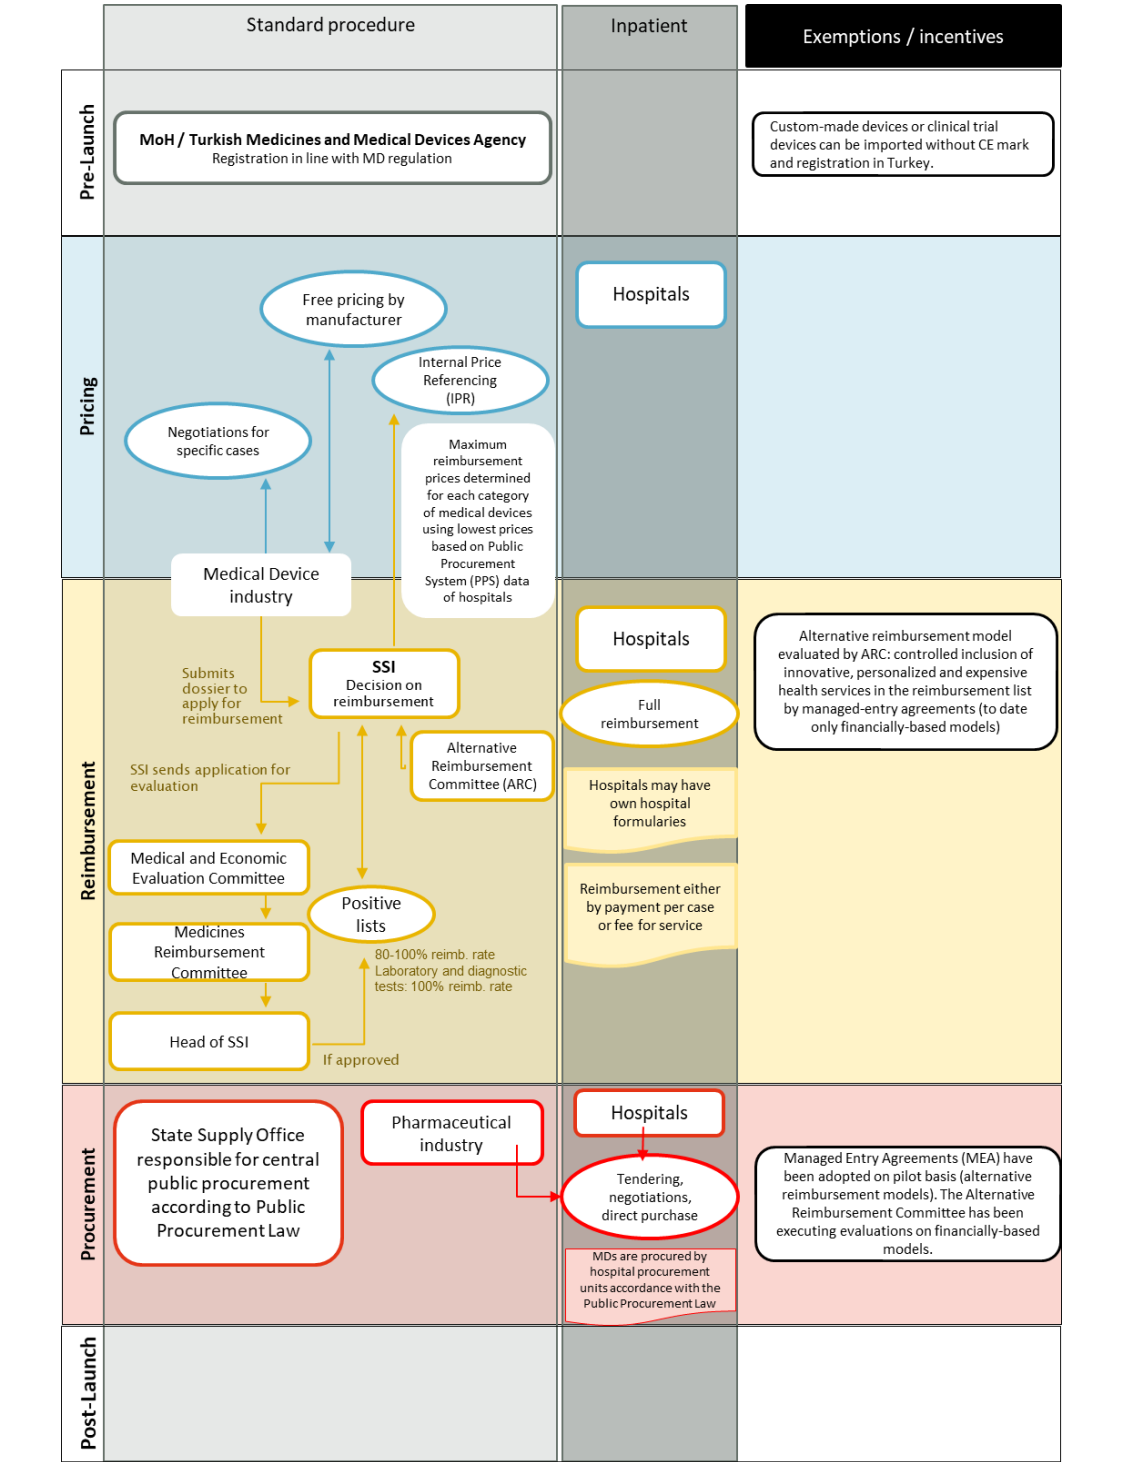 Standard procedure
Inpatient
Exemptions / incentives
Pre-Launch
MoH / Turkish Medicines and Medical Devices Agency
Registration in line with MD regulation
Custom-made devices or clinical trial
devices can be imported without CE mark
and registration in Turkey.
Pricing
Free pricing by
manufacturer
Hospitals
Internal Price
Referencing
(IPR)
Negotiations for
specific cases
Maximum
reimbursement
prices determined
for each category
of medical devices
using lowest prices
based on Public
Procurement
System (PPS) data
of hospitals
Medical Device
industry
Reimbursement
Submits
dossier to
apply for
reimbursement
SSI
Decision on
reimbursement
Hospitals
Full
reimbursement
Alternative reimbursement model
evaluated by ARC: controlled inclusion of
innovative, personalized and expensive
health services in the reimbursement list
by managed-entry agreements (to date
only financially-based models)
SSI sends application for
evaluation
Alternative
Reimbursement
Committee (ARC)
Hospitals may have
own hospital
formularies
Medical and Economic
Evaluation Committee
Positive
lists
Reimbursement either
by payment per case
or fee for service
Medicines
Reimbursement
Committee
80-100% reimb. rate
Laboratory and diagnostic
tests: 100% reimb. rate
Head of SSI
If approved
Procurement
State Supply Office
responsible for central
public procurement
according to Public
Procurement Law
Pharmaceutical
industry
Hospitals
Tendering,
negotiations,
direct purchase
MDs are procured by
hospital procurement
units accordance with the
Public Procurement Law
Managed Entry Agreements (MEA) have
been adopted on pilot basis (alternative
reimbursement models). The Alternative
Reimbursement Committee has been
executing evaluations on financially-based
models.
Post-Launch